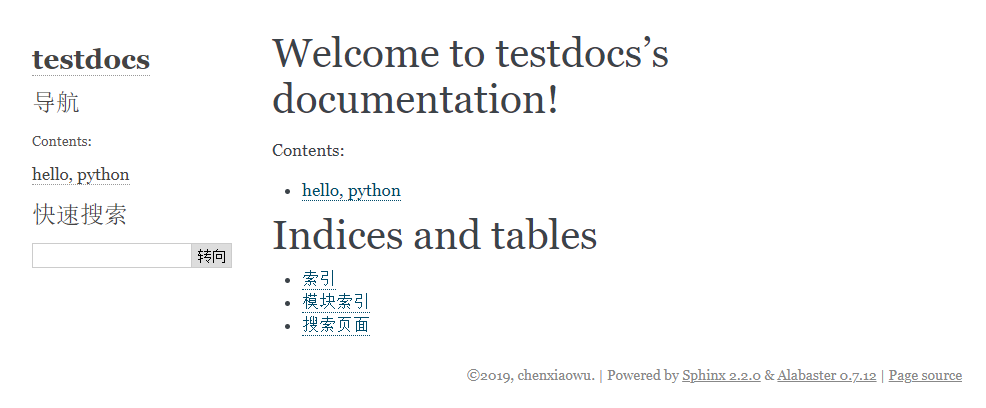 testdocs
导航
Contents:
hello, python
快速搜索
转向
Welcome to testdocs’s
documentation!
Contents:
hello, python
Indices and tables
索引
模块索引
搜索页面
©2019, chenxiaowu. | Powered by Sphinx 2.2.0 & Alabaster 0.7.12 | Page source